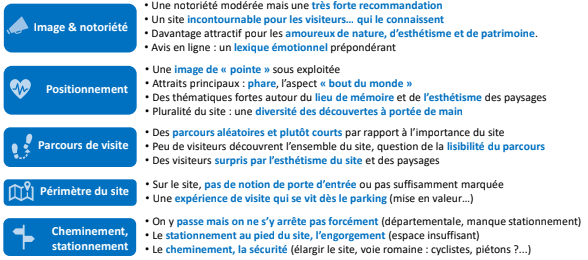 Image & notoriété
• Une notoriété modérée mais une très forte recommandation
• Un site incontournable pour les visiteurs… qui le connaissent
• Davantage attractif pour les amoureux de nature, d'esthétisme et de patrimoine.
• Avis en ligne : un lexique émotionnel prépondérant
Positionnement
• Une image de « pointe » sous exploitée
• Attraits principaux : phare, l'aspect « bout du monde »
• Des thématiques fortes autour du lieu de mémoire et de l'esthétisme des paysages
• Pluralité du site : une diversité des découvertes à portée de main
Parcours de visite
• Des parcours aléatoires et plutôt courts par rapport à l'importance du site
• Peu de visiteurs découvrent l'ensemble du site, question de la lisibilité du parcours
• Des visiteurs surpris par l'esthétisme du site et des paysages
Périmètre du site
• Sur le site, pas de notion de porte d'entrée ou pas suffisamment marquée
• Une expérience de visite qui se vit dès le parking (mise en valeur…)
Cheminement,
stationnement
• On y passe mais on ne s'y arrête pas forcément (départementale, manque stationnement)
• Le stationnement au pied du site, l'engorgement (espace insuffisant)
• Le cheminement, la sécurité (élargir le site, voie romaine : cyclistes, piétons ?...)